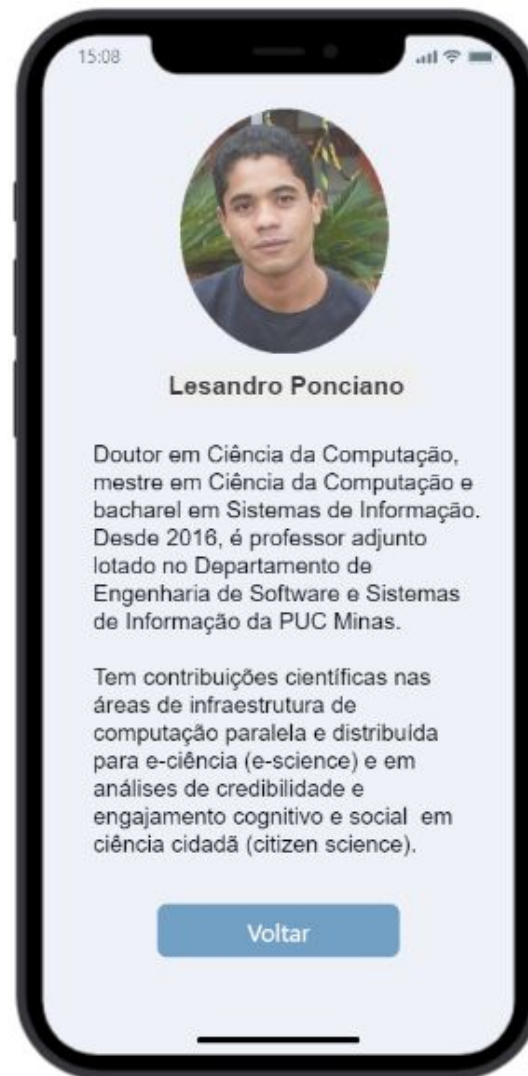 15:08
Lesandro Ponciano
Doutor em Ciência da Computação,
mestre em Ciência da Computação e
bacharel em Sistemas de Informação.
Desde 2016, é professor adjunto
lotado no Departamento de
Engenharia de Software e Sistemas
de Informação da PUC Minas.
Tem contribuições científicas nas
áreas de infraestrutura de
computação paralela e distribuída
para e-ciência (e-science) e em
análises de credibilidade e
engajamento cognitivo e social  em
ciência cidadã (citizen science).
Voltar